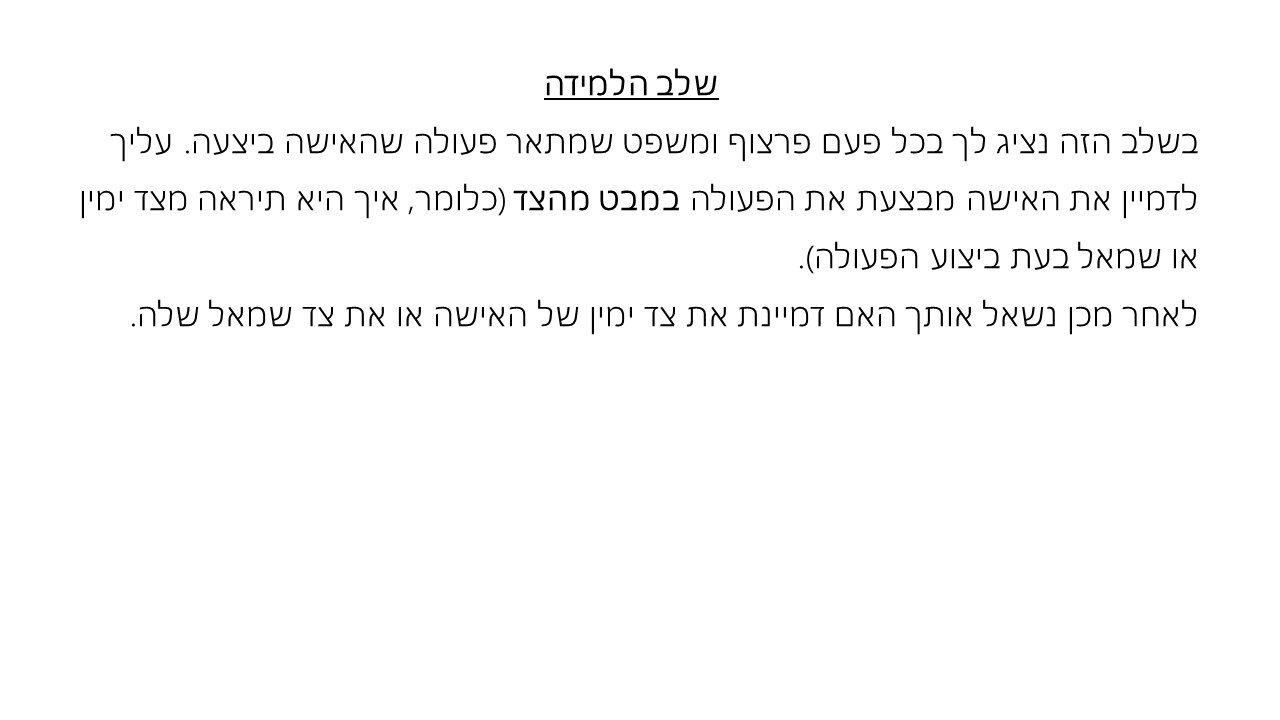 שלב הלמידה
בשלב הזה נציג לך בכל פעם פרצוף ומשפט שמתאר פעולה שהאישה ביצעה. עליך
לדמיין את האישה מבצעת את הפעולה במבט מהצד (כלומר, איך היא תיראה מצד ימין
או שמאל בעת ביצוע הפעולה).
לאחר מכן נשאל אותך האם דמיינת את צד ימין של האישה או את צד שמאל שלה.